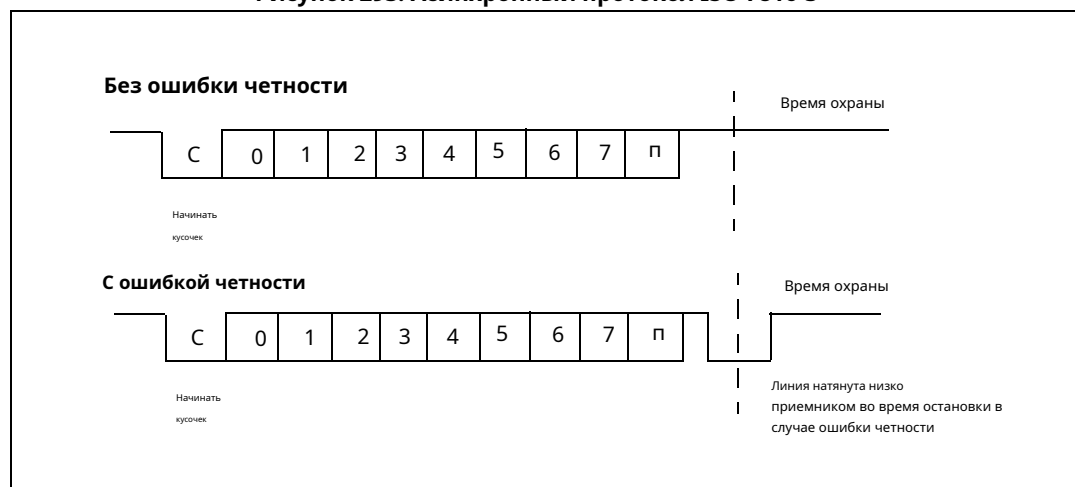 Без ошибки четности
Время охраны
С 0 1 2 3 4 5 6 7 п
Начинать
кусочек
С ошибкой четности
Время охраны
С 0 1 2 3 4 5 6 7 п
Начинать
кусочек
Линия натянута низко
приемником во время остановки в
случае ошибки четности